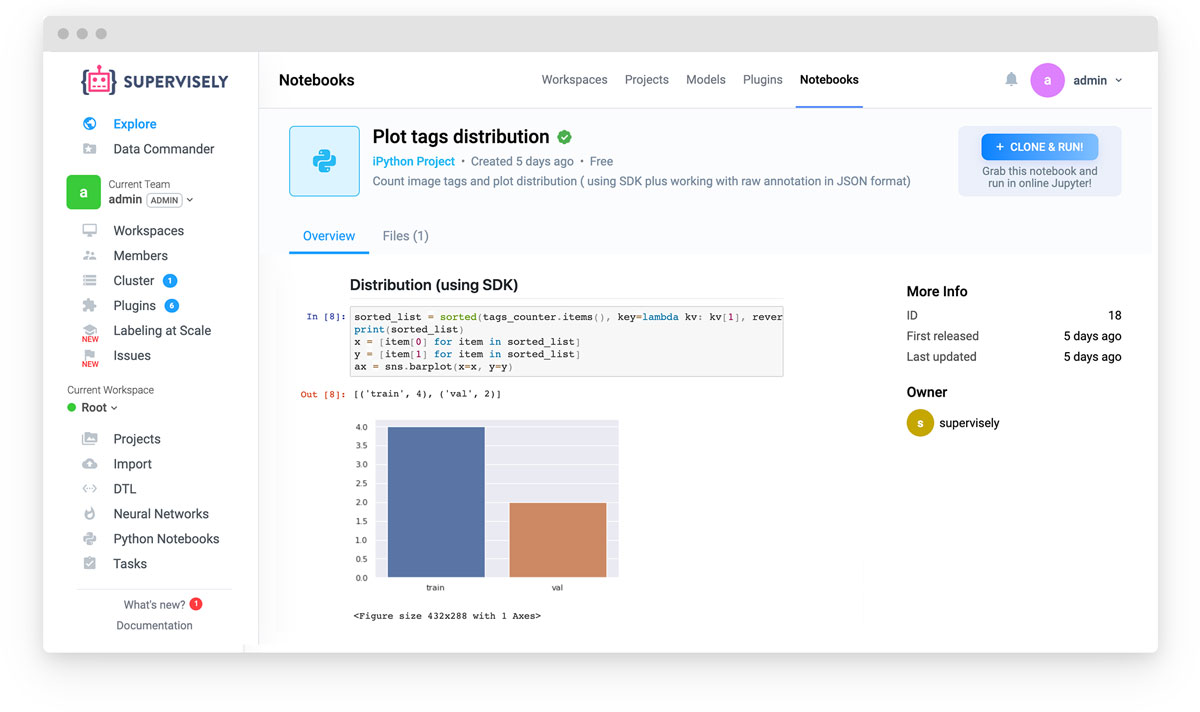 SUPERVISELY
Notebooks
Workspaces Projects Models Plugins Notebooks
a admin
Explore
Data Commander
a
Current Team
admin ADMIN
Workspaces
Members
Cluster 1
Plugins 6
Labeling at Scale
NEW
Issues
NEW
Current Workspace
Root
Projects
Import
DTL
Neural Networks
Python Notebooks
Tasks
What's new? 1
Documentation
Plot tags distribution
iPython Project • Created 5 days ago • Free
Count image tags and plot distribution ( using SDK plus working with raw annotation in JSON format)
+ CLONE & RUN!
Grab this notebook and
run in online Jupyter!
Overview Files (1)
Distribution (using SDK)
In [8]:
sorted_list = sorted(tags_counter.items(), key=lambda kv: kv[1], rever
print(sorted_list)
x = [item[0] for item in sorted_list]
y = [item[1] for item in sorted_list]
ax = sns.barplot(x=x, y=y)
Out [8]: [('train', 4), ('val', 2)]
4.0
3.5
3.0
2.5
2.0
1.5
1.0
0.5
0.0
train val
<Figure size 432x288 with 1 Axes>
More Info
ID 18
First released 5 days ago
Last updated 5 days ago
Owner
s supervisely